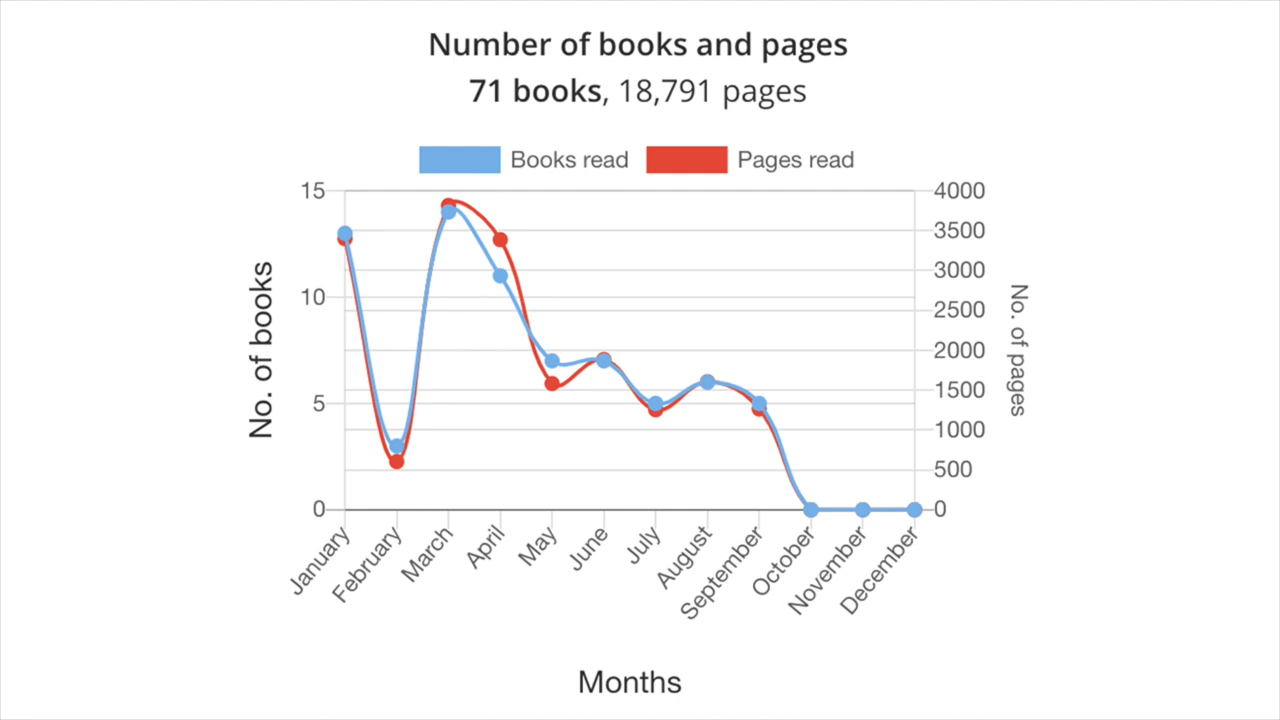 Number of books and pages
71 books, 18,791 pages
Books read
Pages read
No. of books
15
10
5
0
4000
3500
3000
2500
2000
1500
1000
500
0
No. of pages
January
February
March
April
May
June
July
August
September
October
November
December
Months